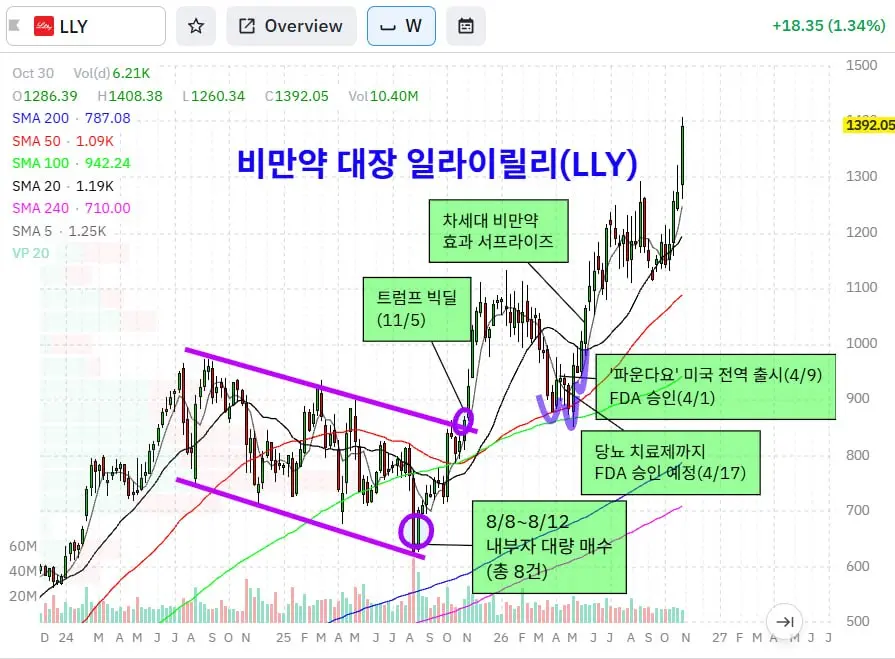 Lilly LLY
Overview
W
+18.35 (1.34%)
Oct 30 Vol(d) 6.21K
O1286.39 H1408.38 L1260.34 C1392.05 Vol10.40M
SMA 200 · 787.08
SMA 50 · 1.09K
SMA 100 · 942.24
SMA 20 · 1.19K
SMA 240 · 710.00
SMA 5 · 1.25K
VP 20
비만약 대장 일라이릴리(LLY)
차세대 비만약
효과 서프라이즈
트럼프 빅딜
(11/5)
'파운다요' 미국 전역 출시(4/9)
FDA 승인(4/1)
당뇨 치료제까지
FDA 승인 예정(4/17)
8/8~8/12
내부자 대량 매수
(총 8건)
1500
1392.05
1300
1200
1100
1000
900
800
700
600
500
60M
40M
20M
D 24 M A M J J A S O N 25 F M A M J J A S O N 26 F M A M J J A S O N 27 F M A M J J